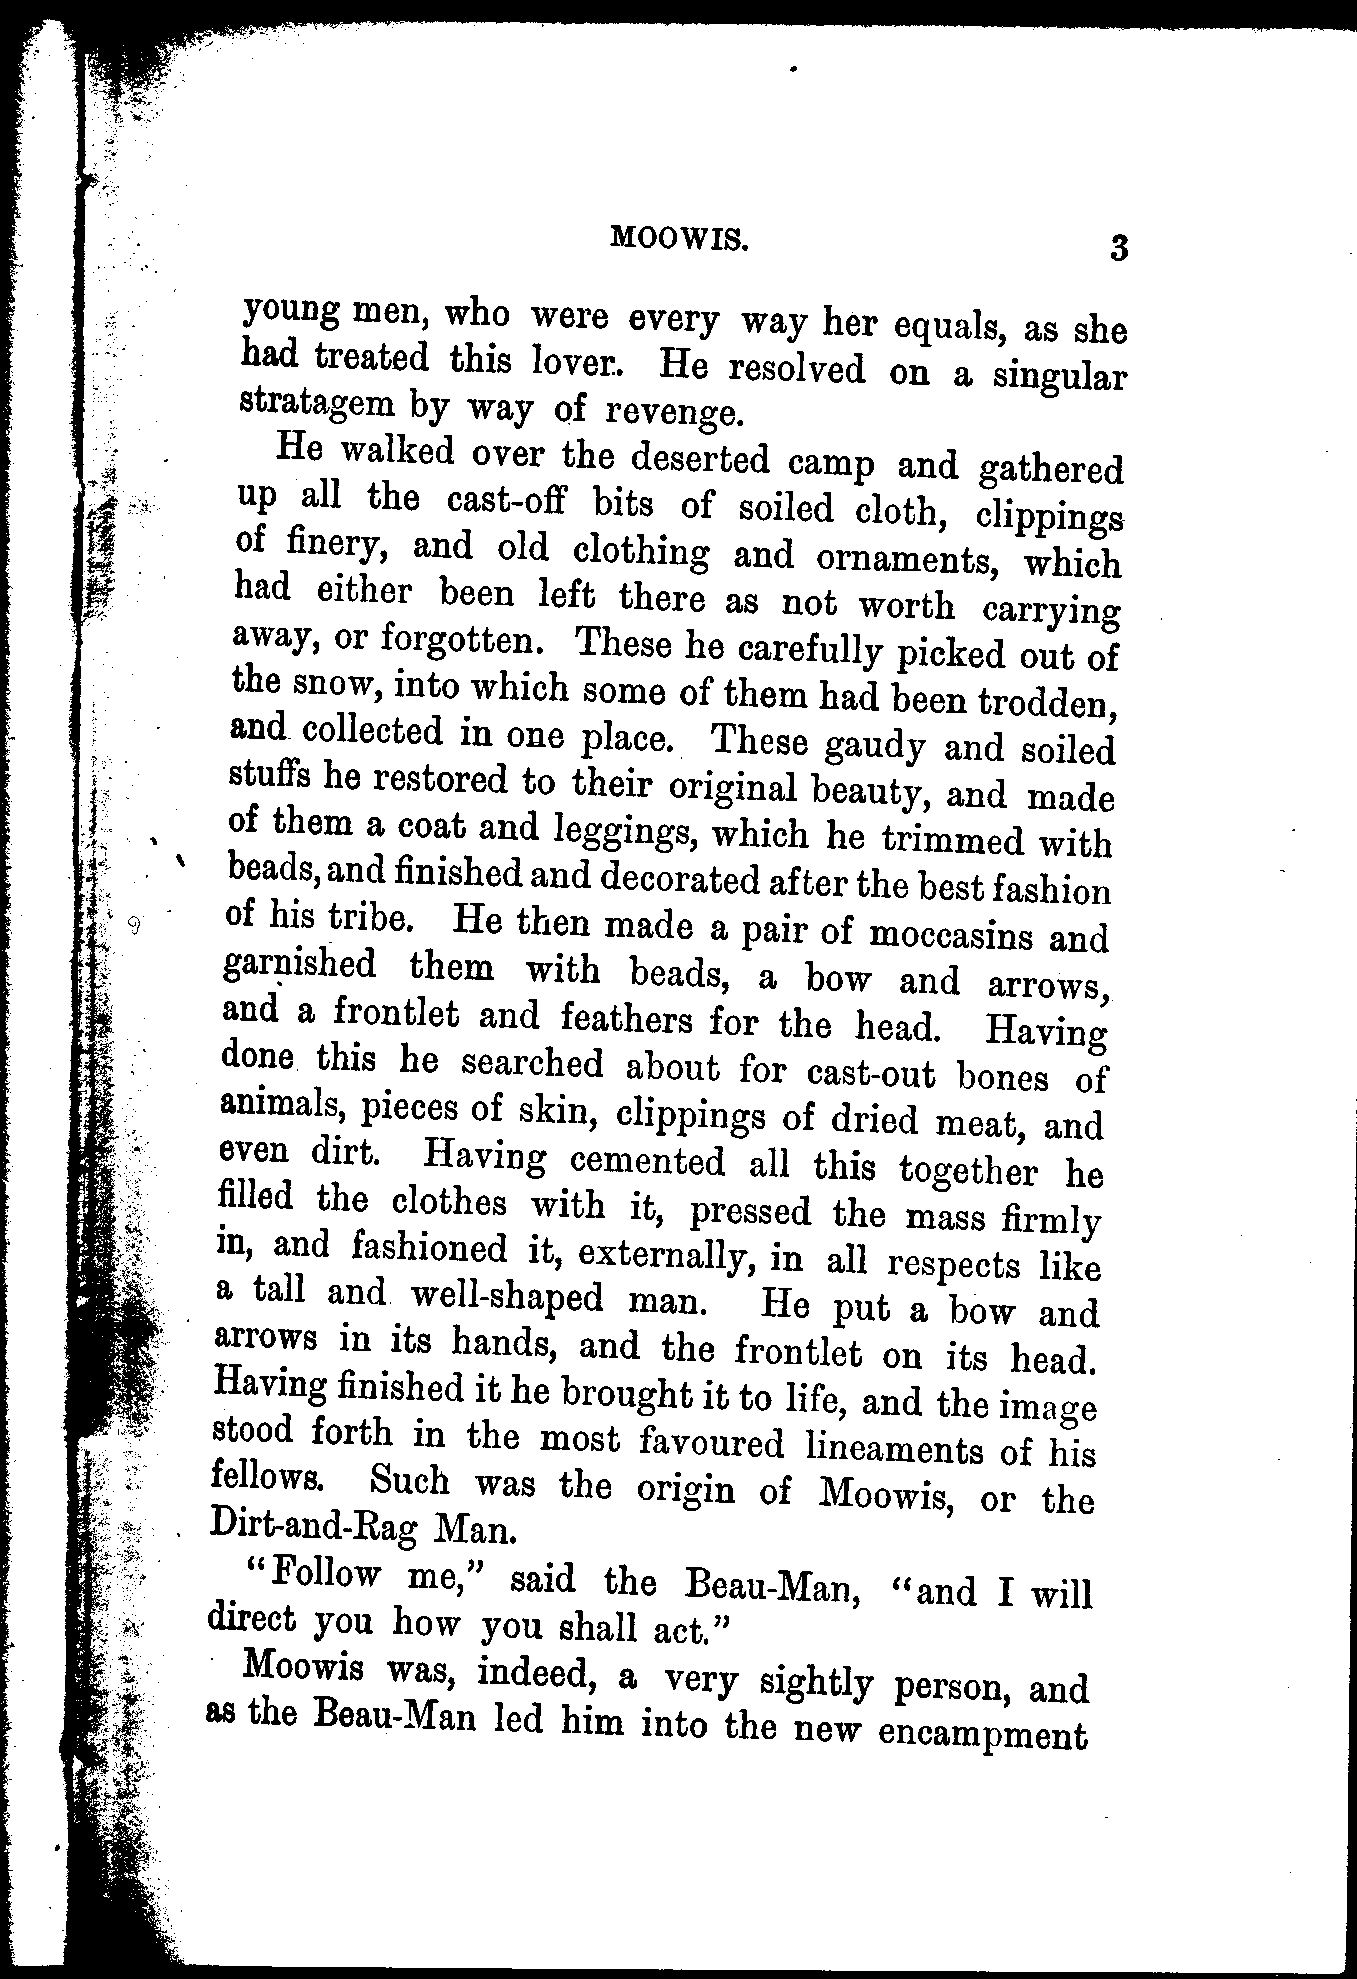 MOOWIS. 3
young men, who were every way her equals, as she
had treated this lover. He resolved on a singular
stratagem by way of revenge.
He walked over the deserted camp and gathered
up all the cast-off bits of soiled cloth, clippings
of finery, and old clothing and ornaments, which
had either been left there as not worth carrying
away, or forgotten. These he carefully picked out of
the snow, into which some of them had been trodden,
and collected in one place. These gaudy and soiled
stuffs he restored to their original beauty, and made
of them a coat and leggings, which he trimmed with
beads, and finished and decorated after the best fashion
of his tribe. He then made a pair of moccasins and
garnished them with beads, a bow and arrows,
and a frontlet and feathers for the head. Having
done this he searched about for cast-out bones of
animals, pieces of skin, clippings of dried meat, and
even dirt. Having cemented all this together he
filled the clothes with it, pressed the mass firmly
in, and fashioned it, externally, in all respects like
a tall and well-shaped man. He put a bow and
arrows in its hands, and the frontlet on its head.
Having finished it he brought it to life, and the image
stood forth in the most favoured lineaments of his
fellows. Such was the origin of Moowis, or the
Dirt-and-Rag Man.
"Follow me," said the Beau-Man, "and I will
direct you how you shall act."
Moowis was, indeed, a very sightly person, and
as the Beau-Man led him into the new encampment